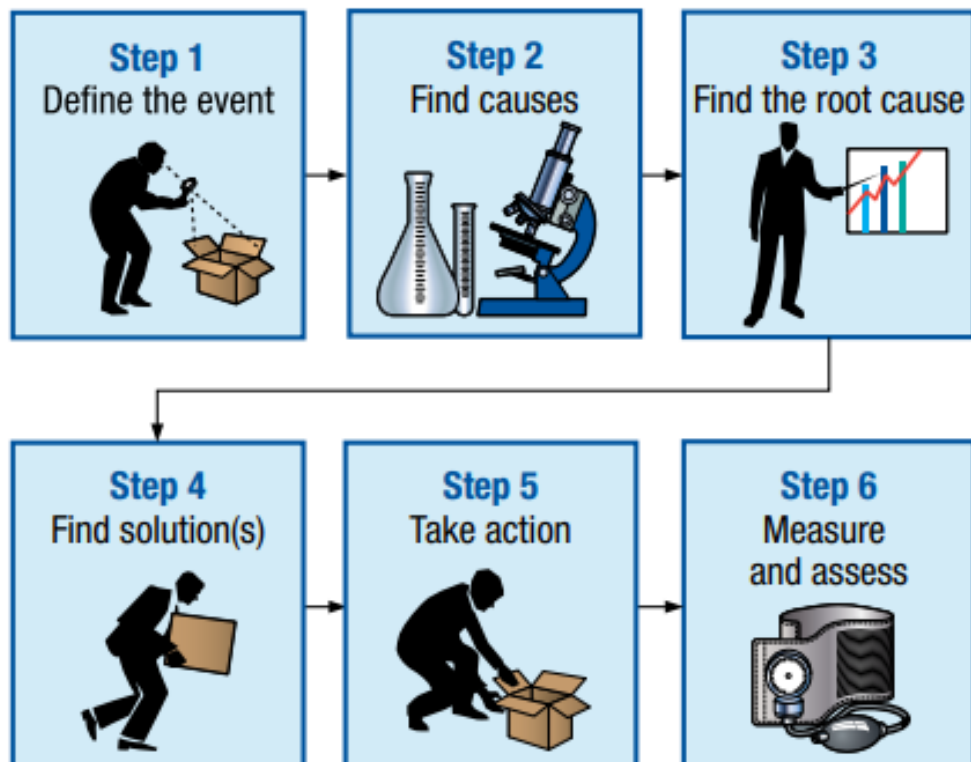 Step 1
Define the event
Step 2
Find causes
Step 3
Find the root cause
Step 4
Find solution(s)
Step 5
Take action
Step 6
Measure
and assess